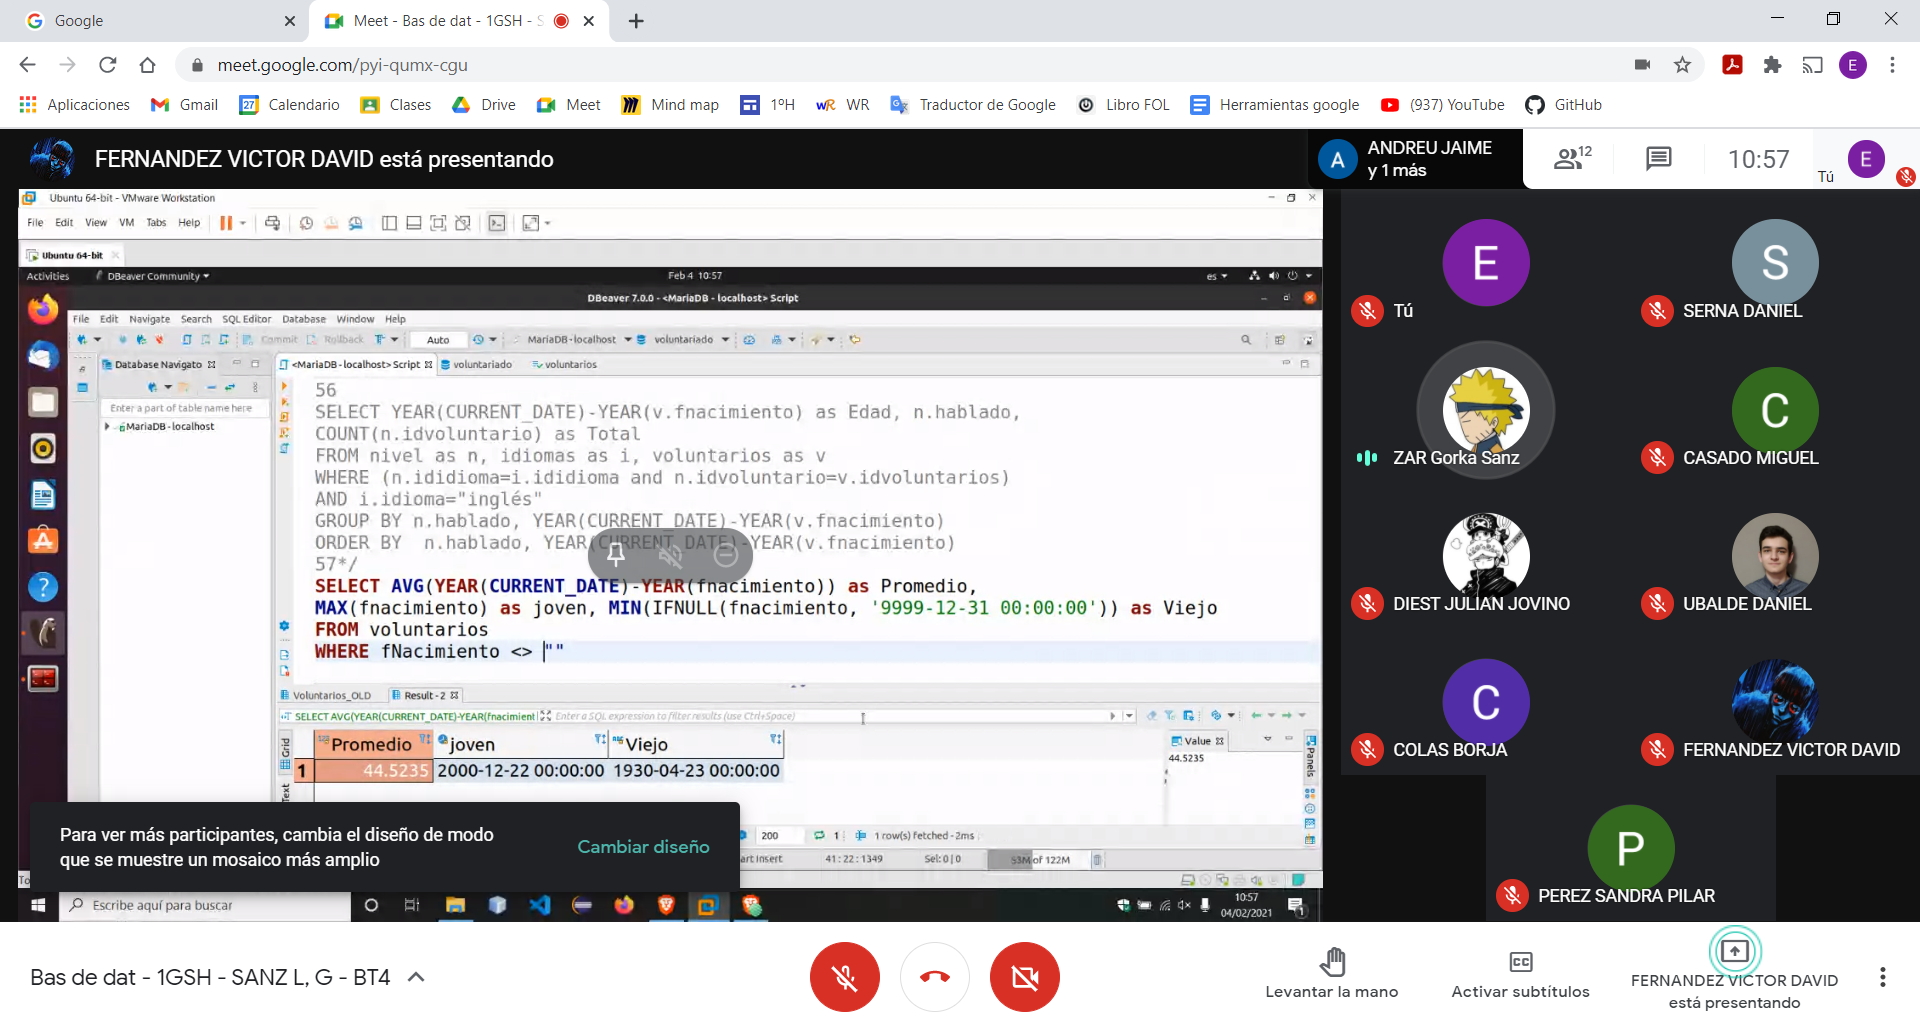 Google
Meet - Bas de dat - 1GSH - S
meet.google.com/pyi-qumx-cgu
Aplicaciones
Gmail
Calendario
Clases
Drive
Meet
Mind map
1ºH
WR
Traductor de Google
Libro FOL
Herramientas google
(937) YouTube
GitHub
FERNANDEZ VICTOR DAVID está presentando
ANDREU JAIME
y 1 más
12
10:57
Tú
Ubuntu 64-bit - VMware Workstation
File Edit View VM Tabs Help
Ubuntu 64-bit
Activities
DBeaver Community
Feb 4 10:57
es
DBeaver 7.0.0 - <MariaDB - localhost> Script
File Edit Navigate Search SQL Editor Database Window Help
Commit
Rollback
Auto
MariaDB - localhost
voluntariado
Database Navigato
<MariaDB - localhost> Script
voluntariado
voluntarios
Enter a part of table name here
MariaDB - localhost
56
SELECT YEAR(CURRENT_DATE)-YEAR(v.fnacimiento) as Edad, n.hablado,
COUNT(n.idvoluntario) as Total
FROM nivel as n, idiomas as i, voluntarios as v
WHERE (n.ididioma=i.ididioma and n.idvoluntario=v.idvoluntarios)
AND i.idioma="inglés"
GROUP BY n.hablado, YEAR(CURRENT_DATE)-YEAR(v.fnacimiento)
ORDER BY  n.hablado, YEAR(CURRENT_DATE)-YEAR(v.fnacimiento)
57*/
SELECT AVG(YEAR(CURRENT_DATE)-YEAR(fnacimiento)) as Promedio,
MAX(fnacimiento) as joven, MIN(IFNULL(fnacimiento, '9999-12-31 00:00:00')) as Viejo
FROM voluntarios
WHERE fNacimiento <> ""
Voluntarios_OLD
Result - 2
SELECT AVG(YEAR(CURRENT_DATE)-YEAR(fnacimient
Enter a SQL expression to filter results (use Ctrl+Space)
Grid
Text
Promedio joven Viejo
1 44.5235 2000-12-22 00:00:00 1930-04-23 00:00:00
Value
44.5235
Panels
200
1
1 row(s) fetched - 2ms
art Insert
41 : 22 : 1349
Sel: 0 | 0
53M of 122M
Para ver más participantes, cambia el diseño de modo
que se muestre un mosaico más amplio
Cambiar diseño
To
Escribe aquí para buscar
10:57
04/02/2021
1
E
Tú
S
SERNA DANIEL
ZAR Gorka Sanz
C
CASADO MIGUEL
DIEST JULIAN JOVINO
UBALDE DANIEL
C
COLAS BORJA
FERNANDEZ VICTOR DAVID
P
PEREZ SANDRA PILAR
Bas de dat - 1GSH - SANZ L, G - BT4
Levantar la mano
Activar subtítulos
FERNANDEZ VICTOR DAVID
está presentando